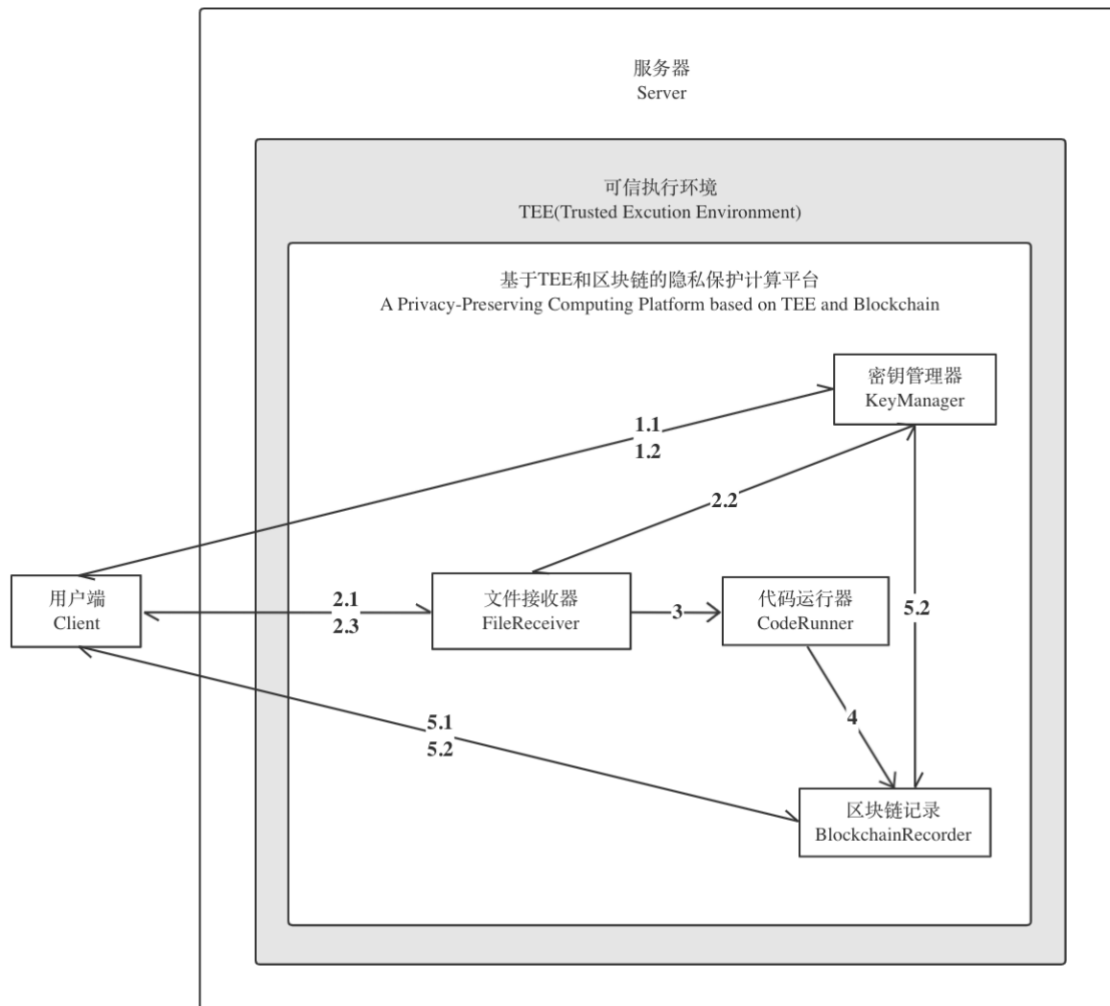 服务器
Server
可信执行环境
TEE(Trusted Excution Environment)
基于TEE和区块链的隐私保护计算平台
A Privacy-Preserving Computing Platform based on TEE and Blockchain
密钥管理器
KeyManager
1.1
1.2
2.2
用户端
Client
2.1
2.3
文件接收器
FileReceiver
3
代码运行器
CodeRunner
5.2
4
5.1
5.2
区块链记录
BlockchainRecorder